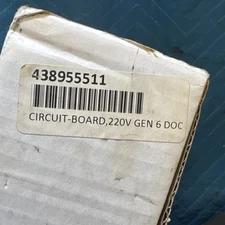 438955511
CIRCUIT-BOARD,220V GEN 6 DOC